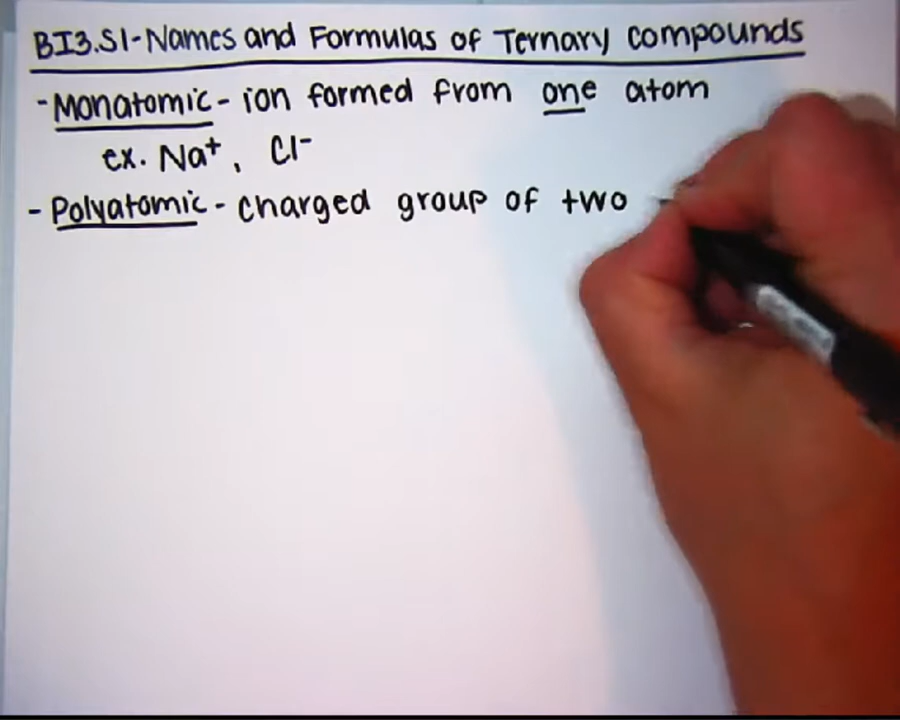 BI3.S1-Names and Formulas of Ternary compounds
-Monatomic- ion formed from one atom
ex. Na⁺, Cl⁻
- Polyatomic - charged group of two